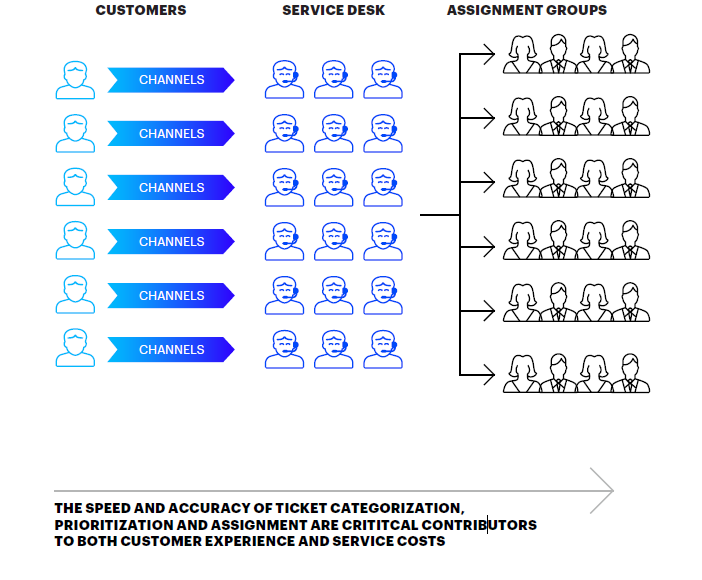 CUSTOMERS SERVICE DESK ASSIGNMENT GROUPS
CHANNELS
CHANNELS
CHANNELS
CHANNELS
CHANNELS
CHANNELS
THE SPEED AND ACCURACY OF TICKET CATEGORIZATION,
PRIORITIZATION AND ASSIGNMENT ARE CRITITCAL CONTRIBUTORS
TO BOTH CUSTOMER EXPERIENCE AND SERVICE COSTS